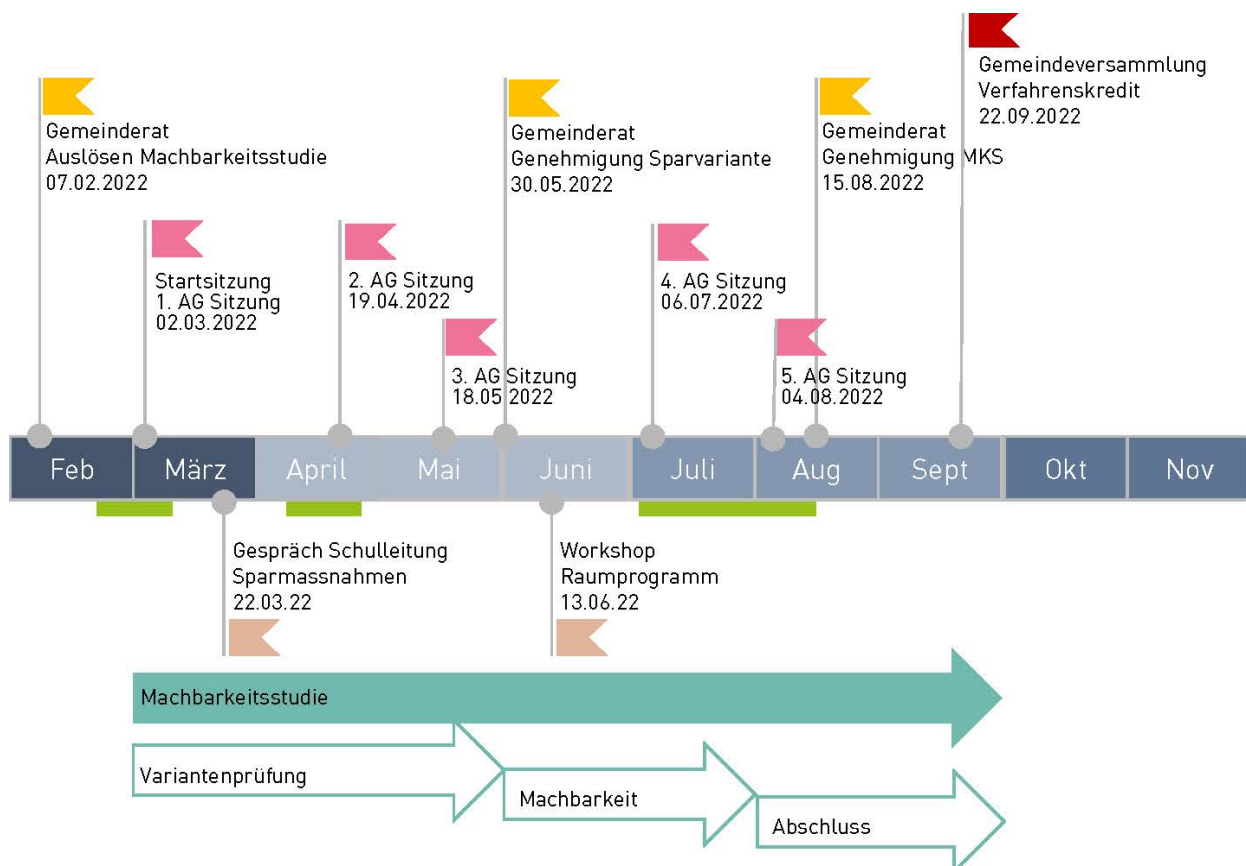 Gemeindeversammlung
Verfahrenskredit
22.09.2022
Gemeinderat
Auslösen Machbarkeitsstudie
07.02.2022
Gemeinderat
Genehmigung Sparvariante
30.05.2022
Gemeinderat
Genehmigung MKS
15.08.2022
Startsitzung
1. AG Sitzung
02.03.2022
2. AG Sitzung
19.04.2022
3. AG Sitzung
18.05.2022
4. AG Sitzung
06.07.2022
5. AG Sitzung
04.08.2022
Feb März April Mai Juni Juli Aug Sept Okt Nov
Gespräch Schulleitung
Sparmassnahmen
22.03.22
Workshop
Raumprogramm
13.06.22
Machbarkeitsstudie
Variantenprüfung
Machbarkeit
Abschluss